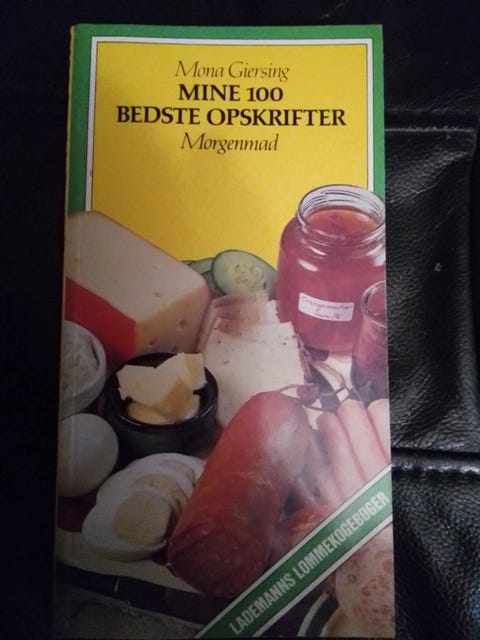 Mona Giersing
MINE 100
BEDSTE OPSKRIFTER
Morgenmad
LADEMANNS LOMMEKOGEBØGER